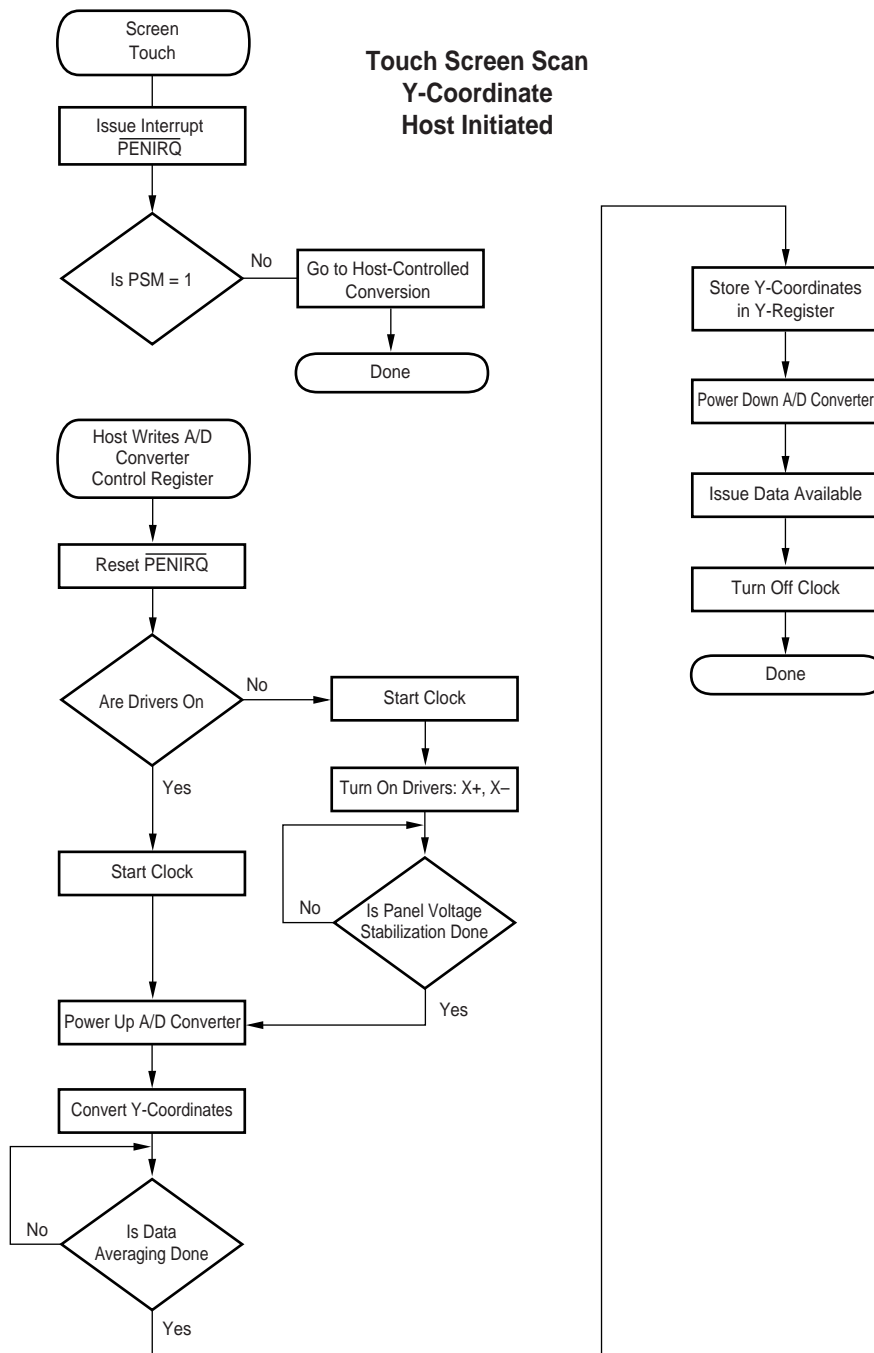 Screen
Touch
Touch Screen Scan
Y-Coordinate
Host Initiated
Issue Interrupt
PENIRQ
Is PSM = 1
No
Go to Host-Controlled
Conversion
Done
Host Writes A/D
Converter
Control Register
Reset PENIRQ
Are Drivers On
No
Start Clock
Turn On Drivers: X+, X–
Yes
Start Clock
No
Is Panel Voltage
Stabilization Done
Yes
Power Up A/D Converter
Convert Y-Coordinates
No
Is Data
Averaging Done
Yes
Store Y-Coordinates
in Y-Register
Power Down A/D Converter
Issue Data Available
Turn Off Clock
Done